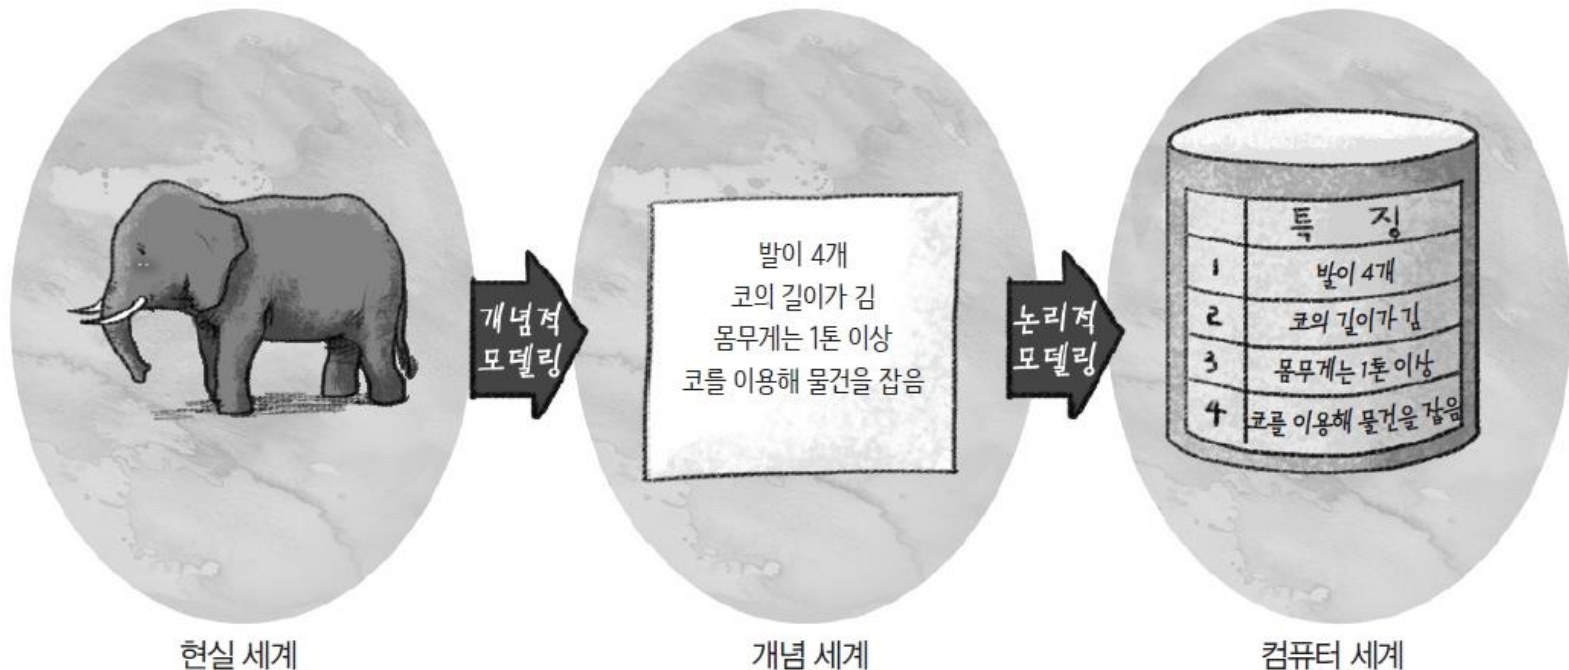 개념적
모델링
발이 4개
코의 길이가 김
몸무게는 1톤 이상
코를 이용해 물건을 잡음
논리적
모델링
특 징
1 발이 4개
2 코의 길이가 김
3 몸무게는 1톤 이상
4 코를 이용해 물건을 잡음
현실 세계
개념 세계
컴퓨터 세계